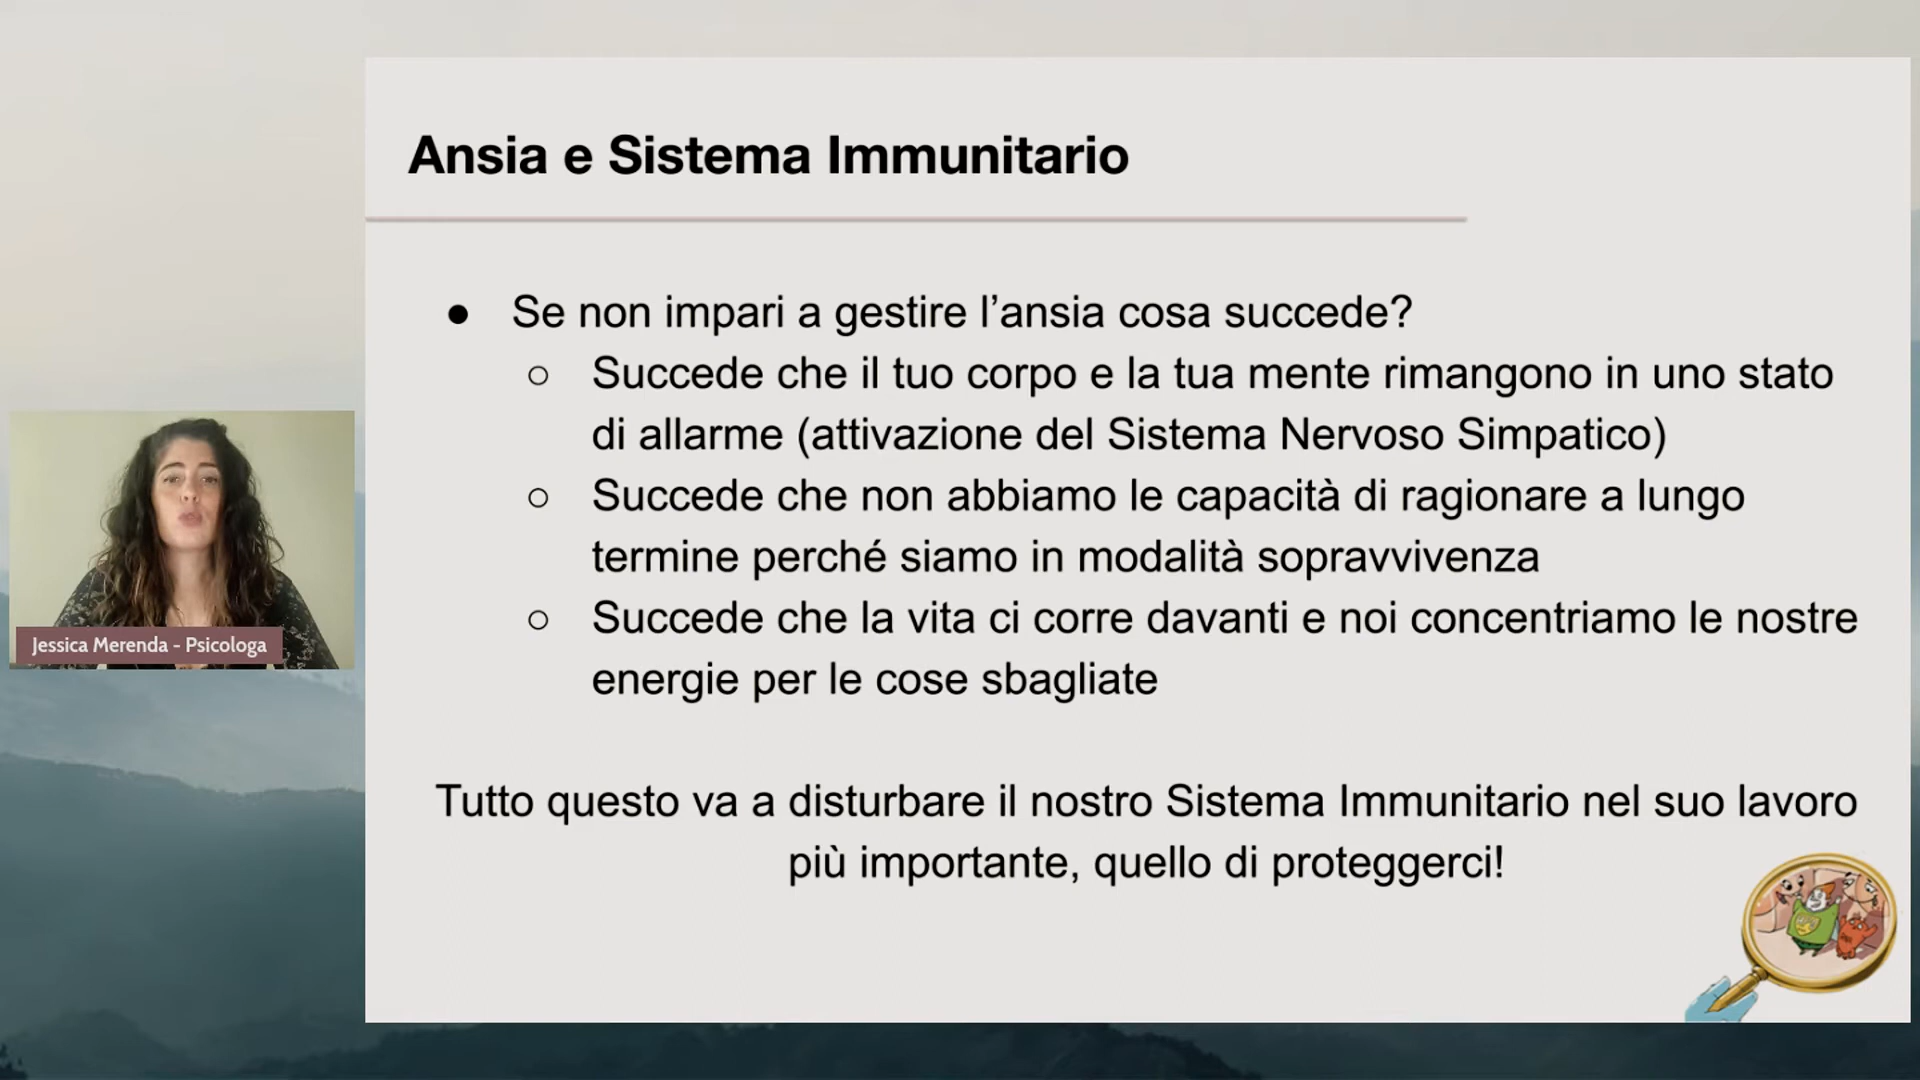 Ansia e Sistema Immunitario
● Se non impari a gestire l’ansia cosa succede?
○ Succede che il tuo corpo e la tua mente rimangono in uno stato
di allarme (attivazione del Sistema Nervoso Simpatico)
○ Succede che non abbiamo le capacità di ragionare a lungo
termine perché siamo in modalità sopravvivenza
○ Succede che la vita ci corre davanti e noi concentriamo le nostre
energie per le cose sbagliate
Tutto questo va a disturbare il nostro Sistema Immunitario nel suo lavoro
più importante, quello di proteggerci!
Jessica Merenda - Psicologa